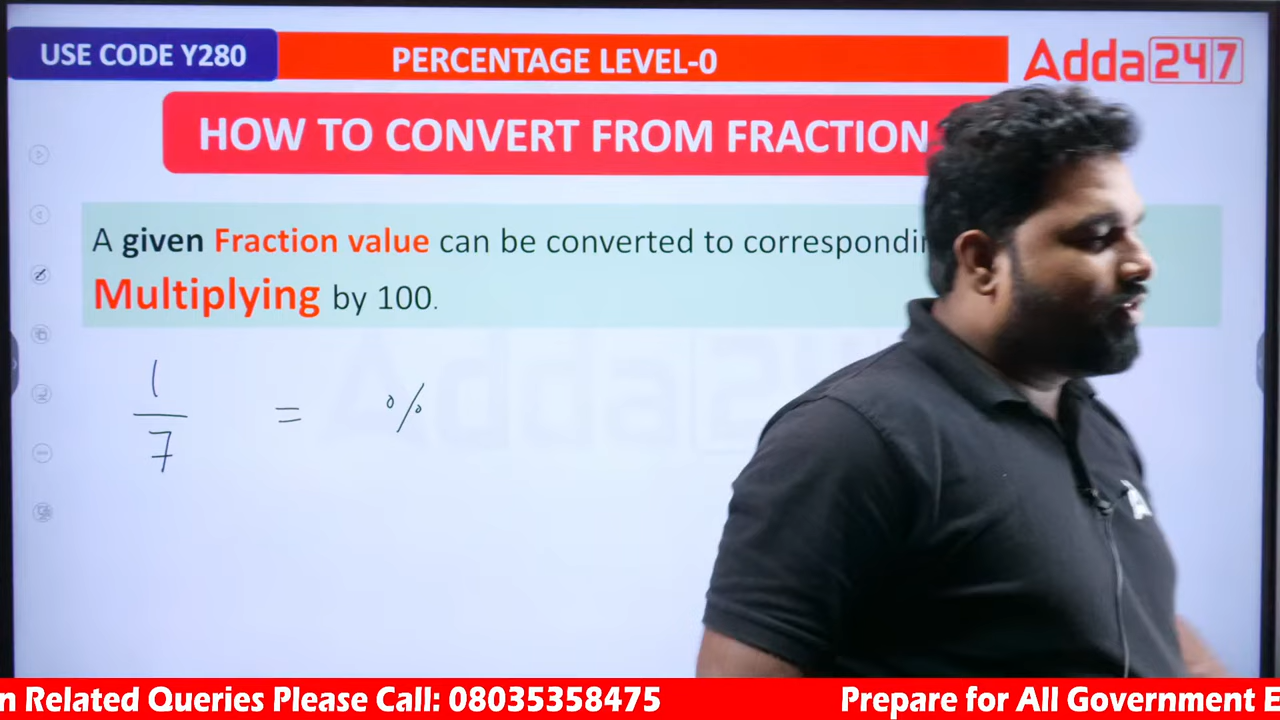 USE CODE Y280
PERCENTAGE LEVEL-0
Adda247
HOW TO CONVERT FROM FRACTION
A given Fraction value can be converted to
Multiplying by 100.
1
7
= %
Related Queries Please Call: 08035358475
Prepare for All Government